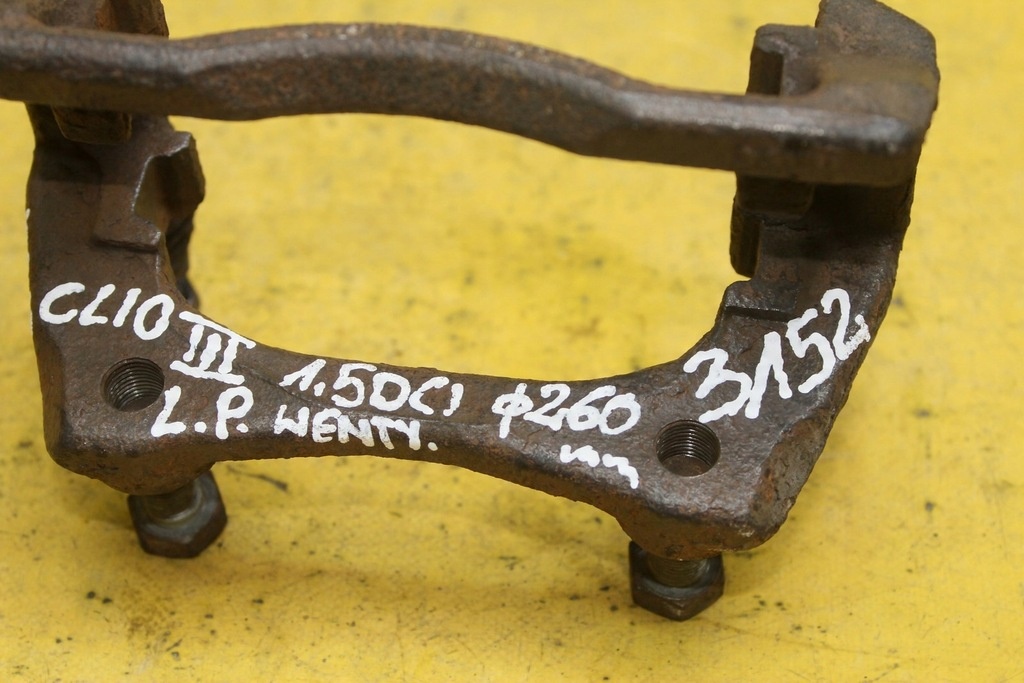 CLIO III 1.5DCI ϕ260 mm 3152
L.P. WENTY.